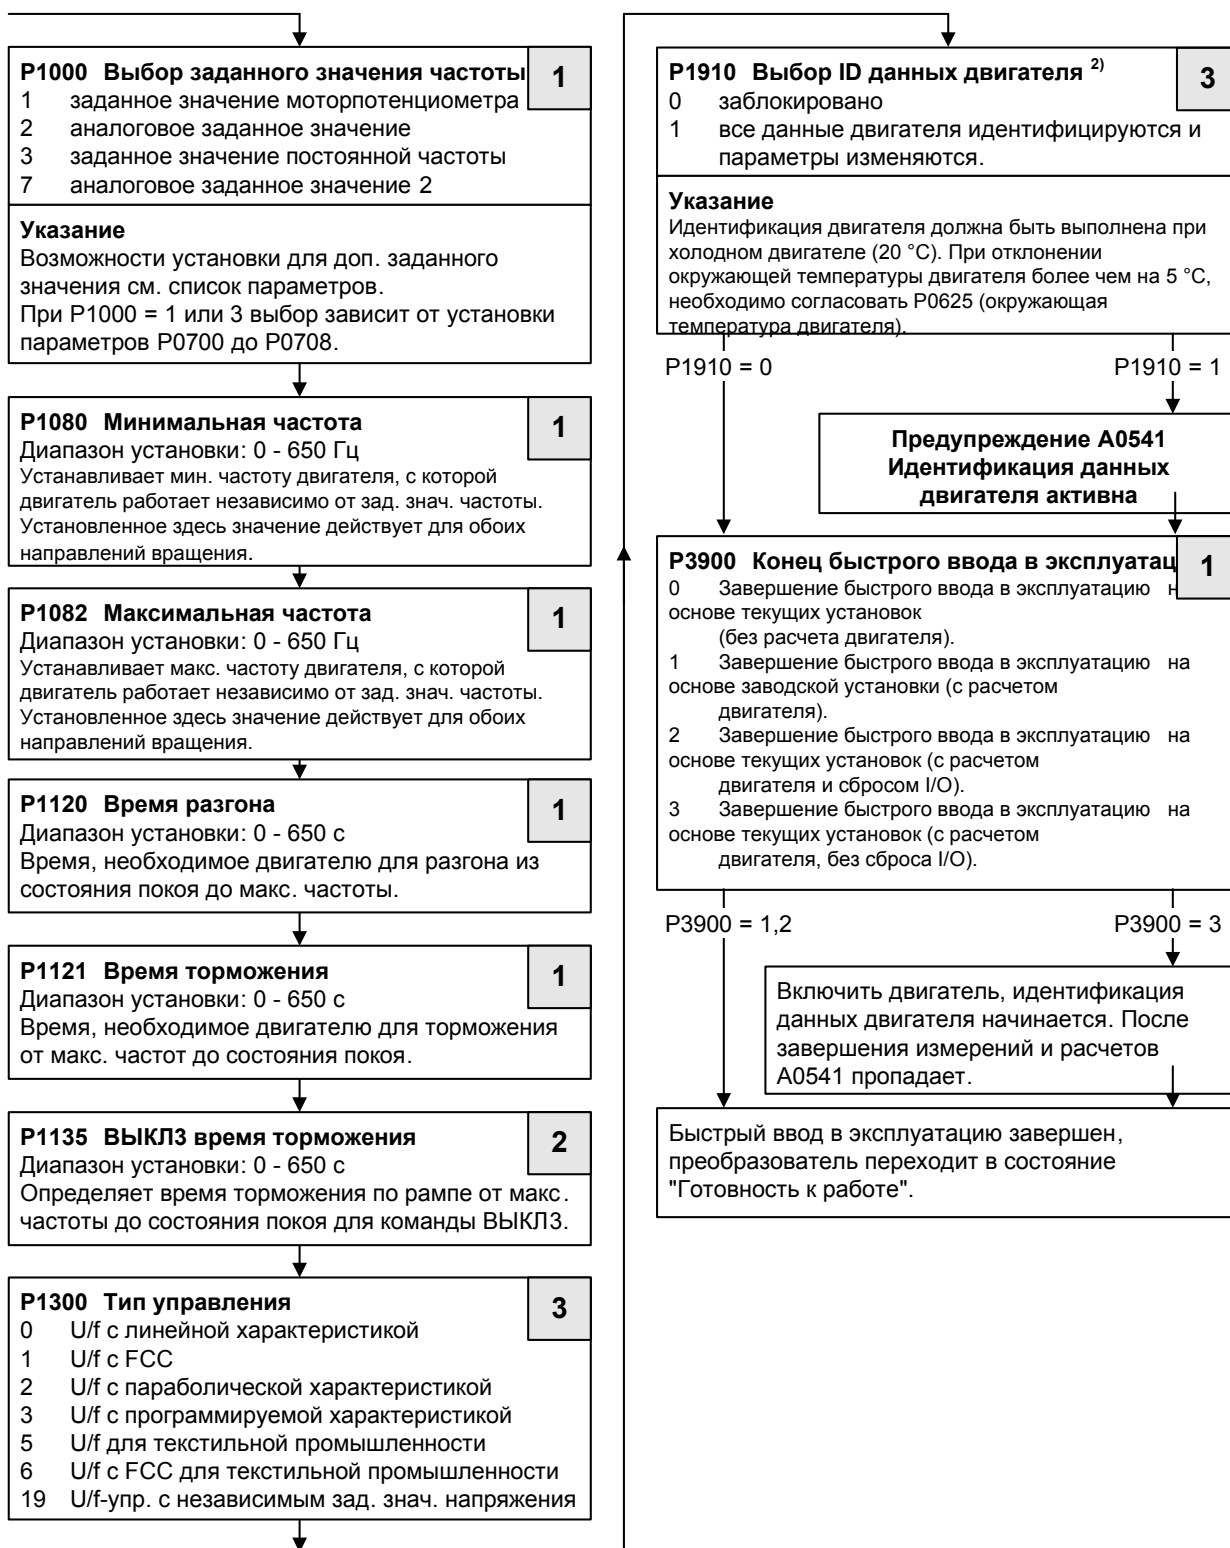 P1000 Выбор заданного значения частоты
1
1 заданное значение моторпотенциометра
2 аналоговое заданное значение
3 заданное значение постоянной частоты
7 аналоговое заданное значение 2
Указание
Возможности установки для доп. заданного
значения см. список параметров.
При P1000 = 1 или 3 выбор зависит от установки
параметров P0700 до P0708.
P1080 Минимальная частота
1
Диапазон установки: 0 - 650 Гц
Устанавливает мин. частоту двигателя, с которой
двигатель работает независимо от зад. знач. частоты.
Установленное здесь значение действует для обоих
направлений вращения.
P1082 Максимальная частота
1
Диапазон установки: 0 - 650 Гц
Устанавливает макс. частоту двигателя, с которой
двигатель работает независимо от зад. знач. частоты.
Установленное здесь значение действует для обоих
направлений вращения.
P1120 Время разгона
1
Диапазон установки: 0 - 650 с
Время, необходимое двигателю для разгона из
состояния покоя до макс. частоты.
P1121 Время торможения
1
Диапазон установки: 0 - 650 с
Время, необходимое двигателю для торможения
от макс. частот до состояния покоя.
P1135 ВЫКЛ3 время торможения
2
Диапазон установки: 0 - 650 с
Определяет время торможения по рампе от макс.
частоты до состояния покоя для команды ВЫКЛ3.
P1300 Тип управления
3
0 U/f с линейной характеристикой
1 U/f с FCC
2 U/f с параболической характеристикой
3 U/f с программируемой характеристикой
5 U/f для текстильной промышленности
6 U/f с FCC для текстильной промышленности
19 U/f-упр. с независимым зад. знач. напряжения
P1910 Выбор ID данных двигателя 2)
3
0 заблокировано
1 все данные двигателя идентифицируются и
параметры изменяются.
Указание
Идентификация двигателя должна быть выполнена при
холодном двигателе (20 °C). При отклонении
окружающей температуры двигателя более чем на 5 °C,
необходимо согласовать P0625 (окружающая
температура двигателя).
P1910 = 0
P1910 = 1
Предупреждение A0541
Идентификация данных
двигателя активна
P3900 Конец быстрого ввода в эксплуатац
1
0 Завершение быстрого ввода в эксплуатацию н
основе текущих установок
(без расчета двигателя).
1 Завершение быстрого ввода в эксплуатацию на
основе заводской установки (с расчетом
двигателя).
2 Завершение быстрого ввода в эксплуатацию на
основе текущих установок (с расчетом
двигателя и сбросом I/O).
3 Завершение быстрого ввода в эксплуатацию на
основе текущих установок (с расчетом
двигателя, без сброса I/O).
P3900 = 1,2
P3900 = 3
Включить двигатель, идентификация
данных двигателя начинается. После
завершения измерений и расчетов
A0541 пропадает.
Быстрый ввод в эксплуатацию завершен,
преобразователь переходит в состояние
"Готовность к работе".